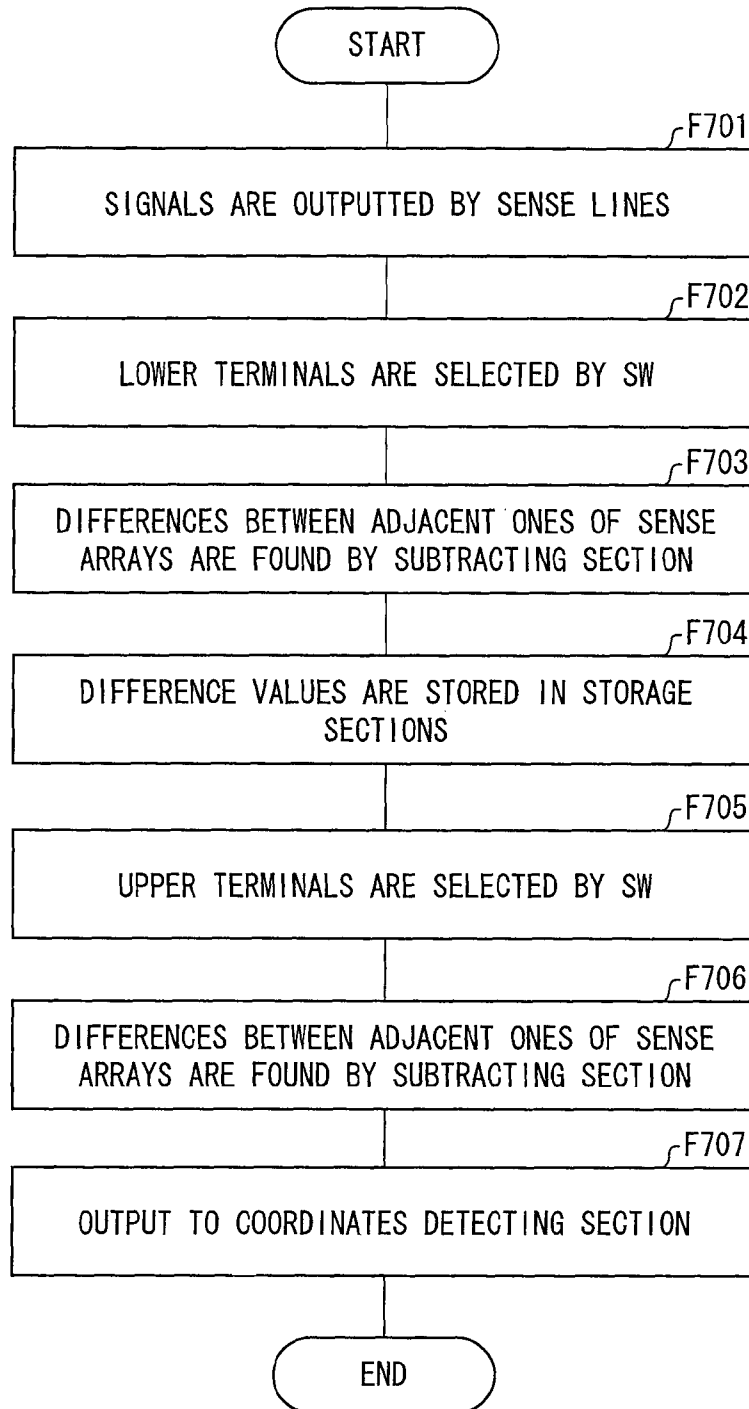 START
F701
SIGNALS ARE OUTPUTTED BY SENSE LINES
F702
LOWER TERMINALS ARE SELECTED BY SW
F703
DIFFERENCES BETWEEN ADJACENT ONES OF SENSE
ARRAYS ARE FOUND BY SUBTRACTING SECTION
F704
DIFFERENCE VALUES ARE STORED IN STORAGE
SECTIONS
F705
UPPER TERMINALS ARE SELECTED BY SW
F706
DIFFERENCES BETWEEN ADJACENT ONES OF SENSE
ARRAYS ARE FOUND BY SUBTRACTING SECTION
F707
OUTPUT TO COORDINATES DETECTING SECTION
END